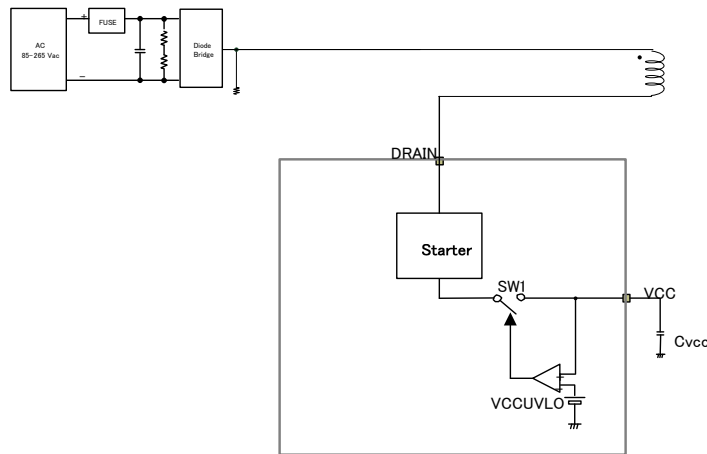 AC
85-265 Vac
+
-
FUSE
Diode
Bridge
DRAIN
Starter
SW1
VCC
Cvcc
+
-
VCCUVLO